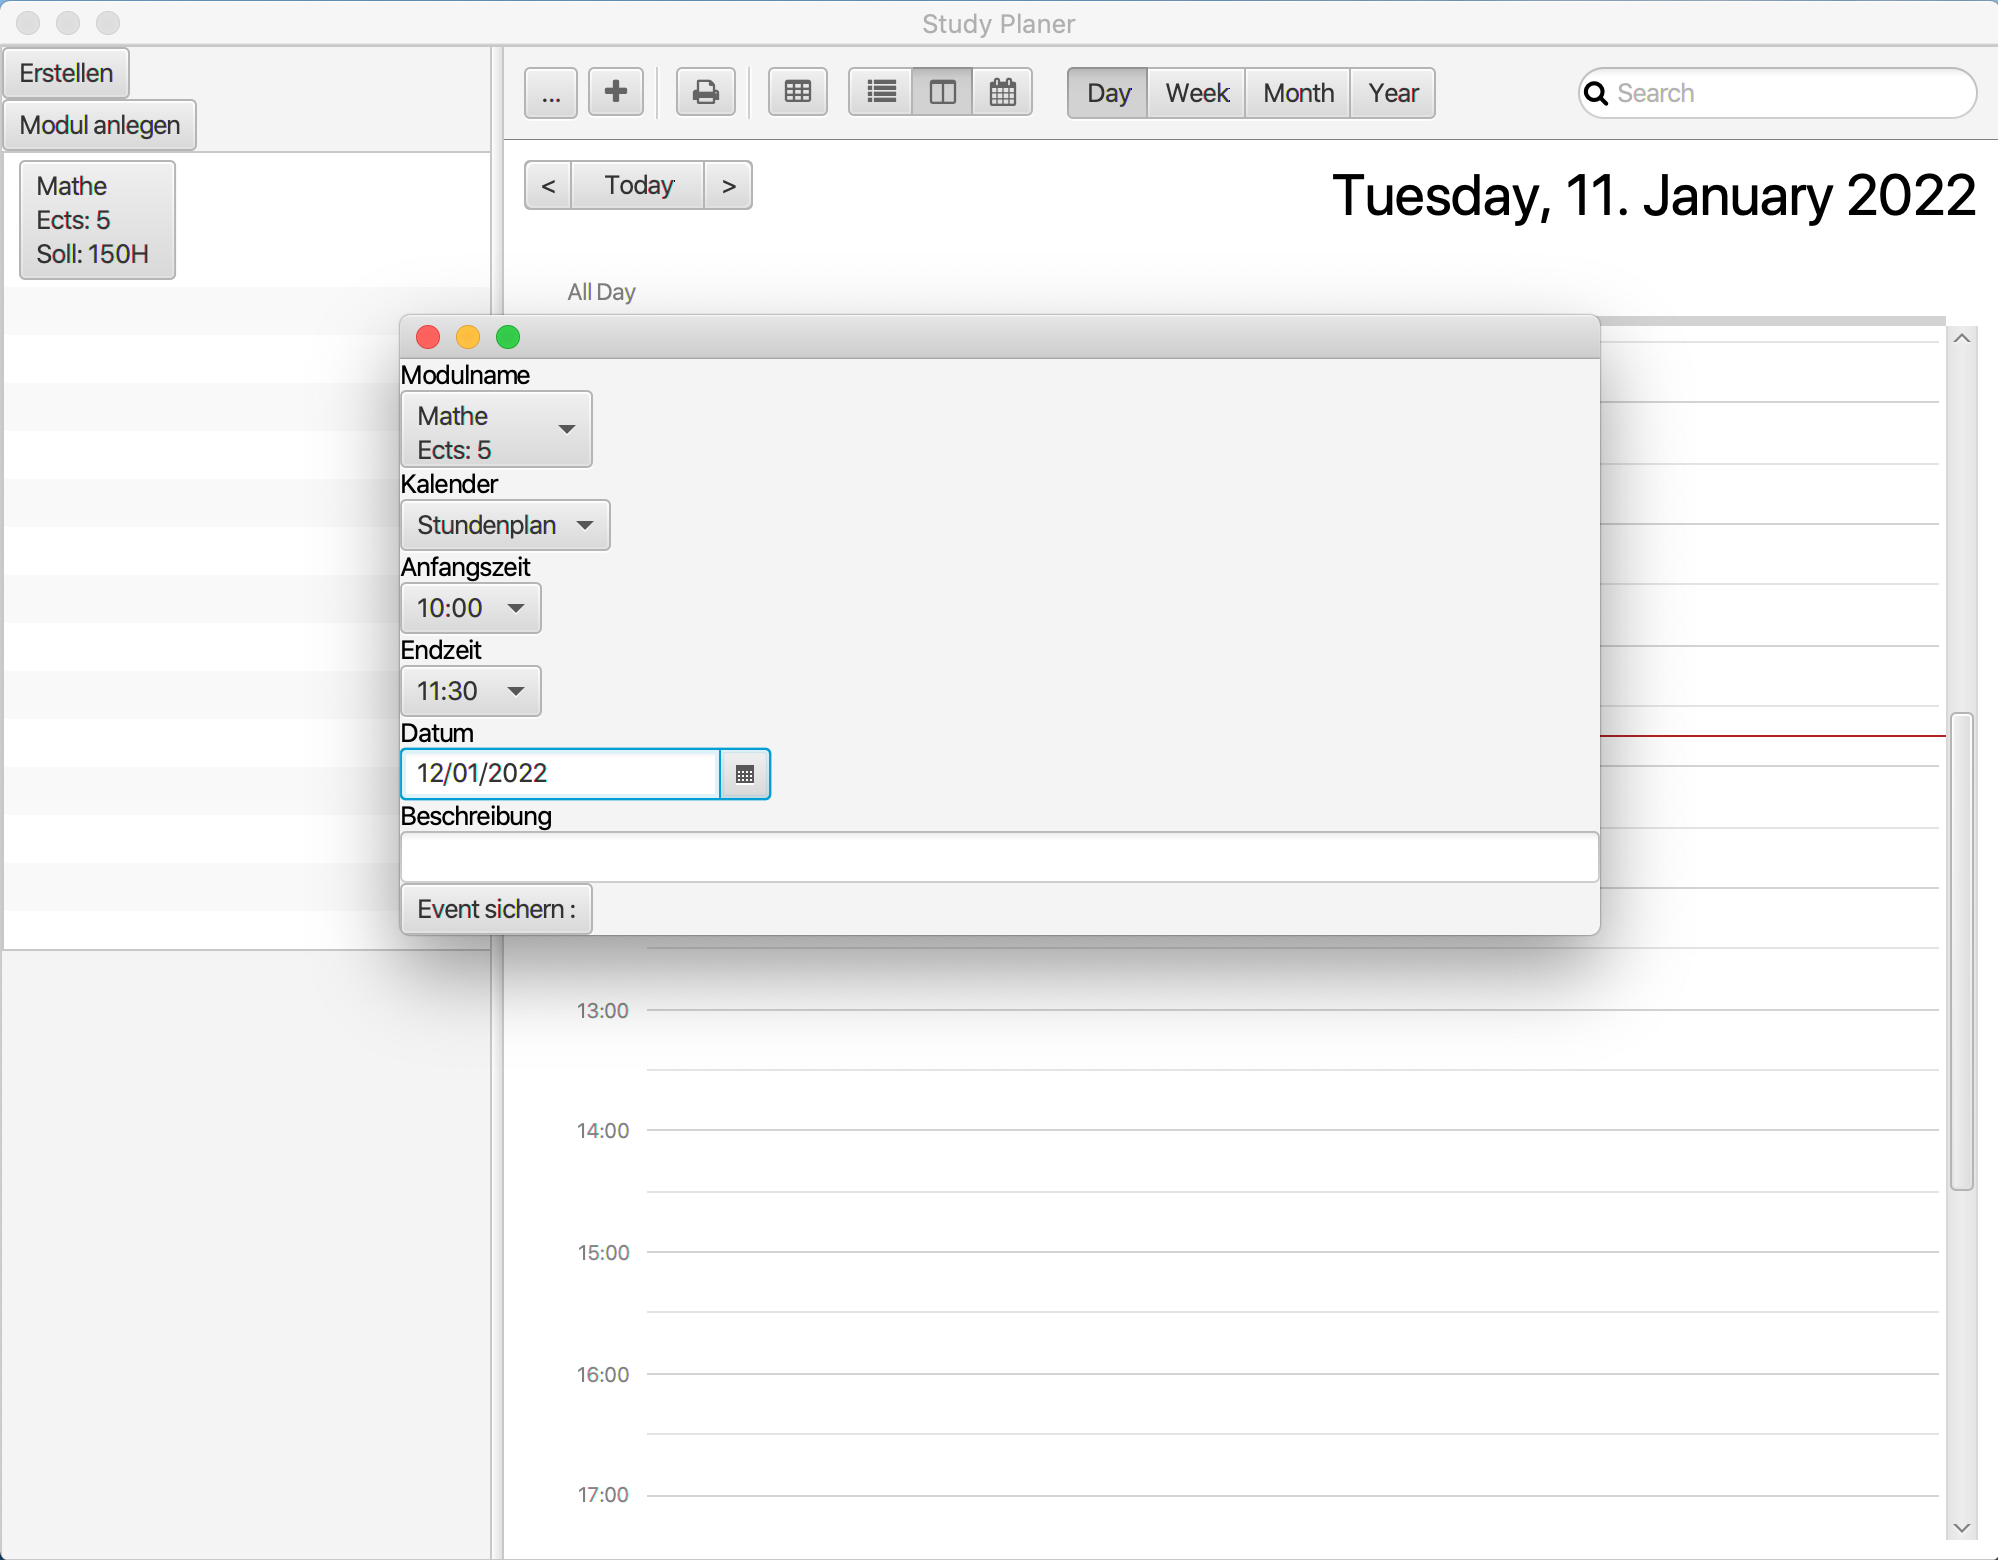 Study Planer
Erstellen
Modul anlegen
Mathe
Ects: 5
Soll: 150H
...
Day
Week
Month
Year
Search
<
Today
>
Tuesday, 11. January 2022
All Day
Modulname
Mathe
Ects: 5
Kalender
Stundenplan
Anfangszeit
10:00
Endzeit
11:30
Datum
12/01/2022
Beschreibung
Event sichern :
13:00
14:00
15:00
16:00
17:00